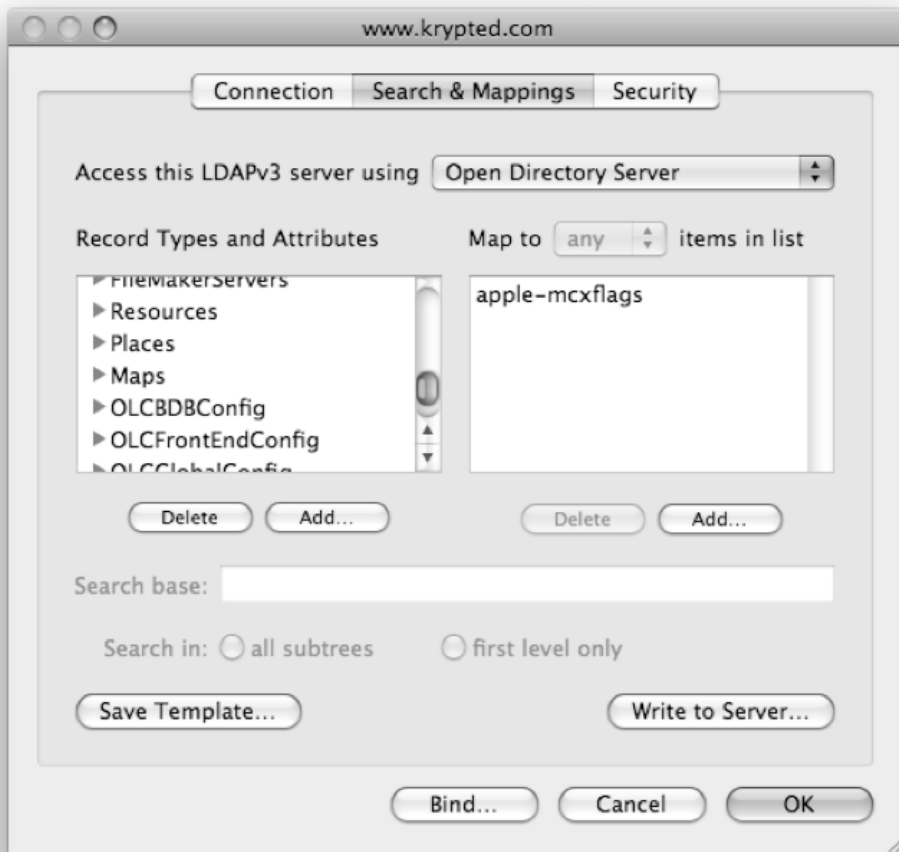 www.krypted.com
Connection Search & Mappings Security
Access this LDAPv3 server using Open Directory Server
Record Types and Attributes
Map to any items in list
FileMakerServers
Resources
Places
Maps
OLCBDBConfig
OLCFrontEndConfig
OLCGlobalConfig
apple-mcxflags
Delete Add...
Delete Add...
Search base:
Search in: all subtrees first level only
Save Template... Write to Server...
Bind... Cancel OK